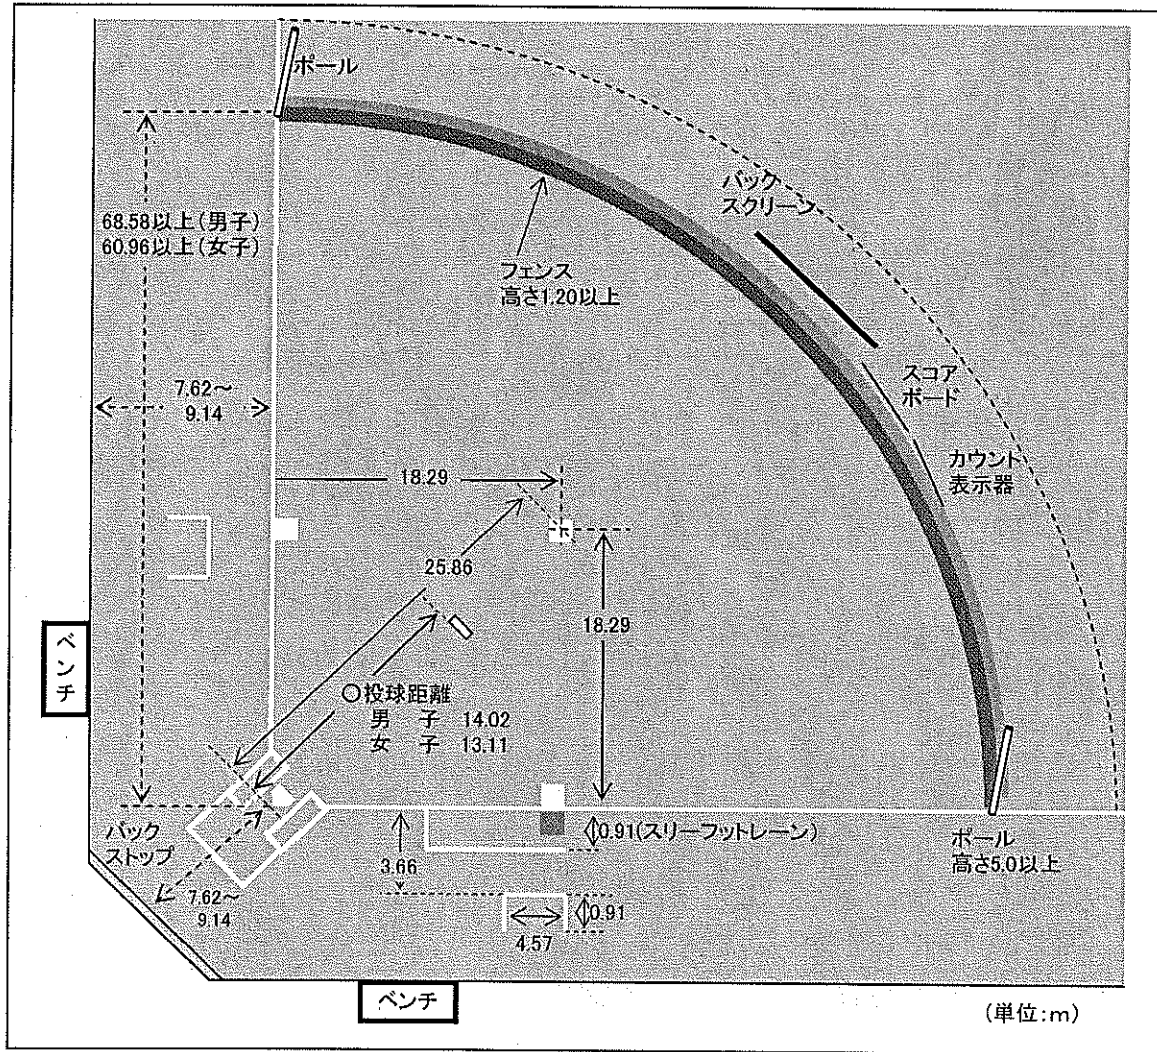 ポール
バック
スクリーン
68.58以上(男子)
60.96以上(女子)
フェンス
高さ1.20以上
7.62～
9.14
スコア
ボード
カウント
表示器
18.29
25.86
18.29
ベンチ
○投球距離
男　子　14.02
女　子　13.11
バック
ストップ
0.91(スリーフットレーン)
ポール
高さ5.0以上
3.66
7.62～
9.14
0.91
4.57
ベンチ
(単位:m)